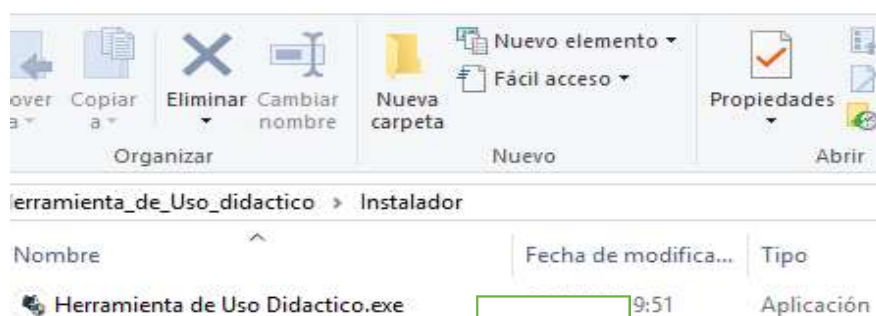 Nuevo elemento
Fácil acceso
over Copiar Eliminar Cambiar Nueva Propiedades
a a nombre carpeta
Organizar Nuevo Abrir
erramienta_de_Uso_didactico > Instalador
Nombre Fecha de modifica... Tipo
Herramienta de Uso Didactico.exe 9:51 Aplicación